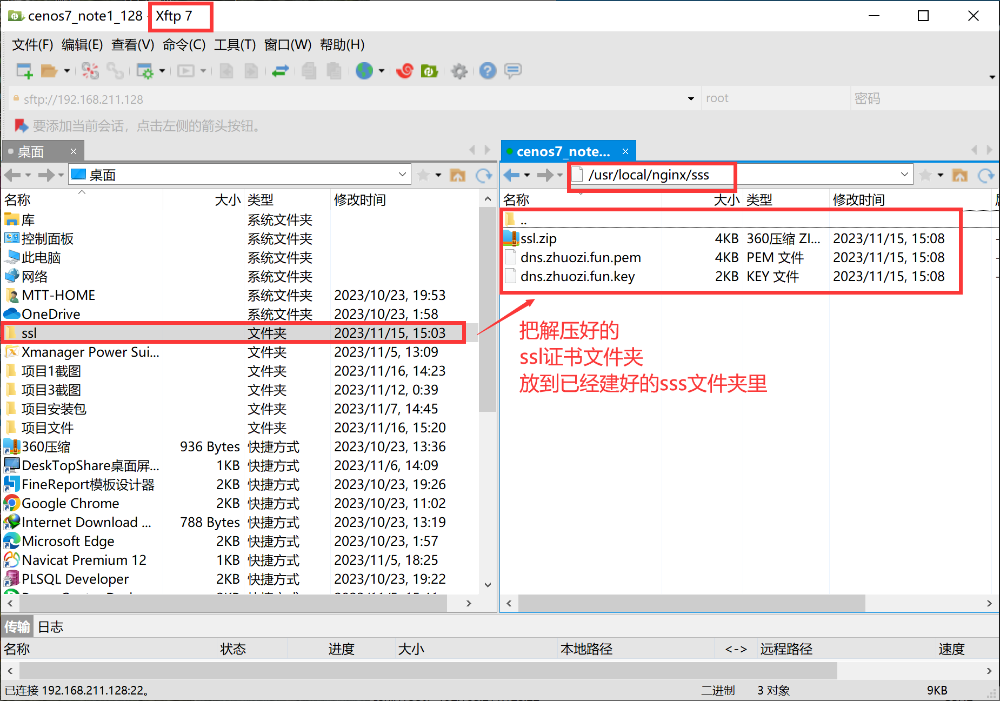 cenos7_note1_128 - Xftp 7
文件(F) 编辑(E) 查看(V) 命令(C) 工具(T) 窗口(W) 帮助(H)
sftp://192.168.211.128 root 密码
要添加当前会话，点击左侧的箭头按钮。
桌面
桌面
名称 大小 类型 修改时间
库 系统文件夹
控制面板 系统文件夹
此电脑 系统文件夹
网络 系统文件夹
MTT-HOME 系统文件夹 2023/10/23, 19:53
OneDrive 系统文件夹 2023/10/23, 1:58
ssl 文件夹 2023/11/15, 15:03
Xmanager Power Sui... 文件夹 2023/11/5, 13:09
项目1截图 文件夹 2023/11/16, 14:23
项目3截图 文件夹 2023/11/12, 0:39
项目安装包 文件夹 2023/11/7, 14:45
项目文件 文件夹 2023/11/16, 15:20
360压缩 936 Bytes 快捷方式 2023/10/23, 13:36
DeskTopShare桌面屏... 1KB 快捷方式 2023/11/6, 14:09
FineReport模板设计器 2KB 快捷方式 2023/10/23, 19:26
Google Chrome 2KB 快捷方式 2023/10/23, 11:02
Internet Download ... 788 Bytes 快捷方式 2023/10/23, 13:19
Microsoft Edge 2KB 快捷方式 2023/10/23, 1:57
Navicat Premium 12 1KB 快捷方式 2023/11/5, 18:25
PLSQL Developer 2KB 快捷方式 2023/10/23, 19:22
cenos7_note...
/usr/local/nginx/sss
名称 大小 类型 修改时间
..
ssl.zip 4KB 360压缩 ZI... 2023/11/15, 15:08
dns.zhuozi.fun.pem 4KB PEM 文件 2023/11/15, 15:08
dns.zhuozi.fun.key 2KB KEY 文件 2023/11/15, 15:08
把解压好的
ssl证书文件夹
放到已经建好的sss文件夹里
传输 日志
名称 状态 进度 大小 本地路径 <-> 远程路径 速度
已连接 192.168.211.128:22。 二进制 3 对象 9KB